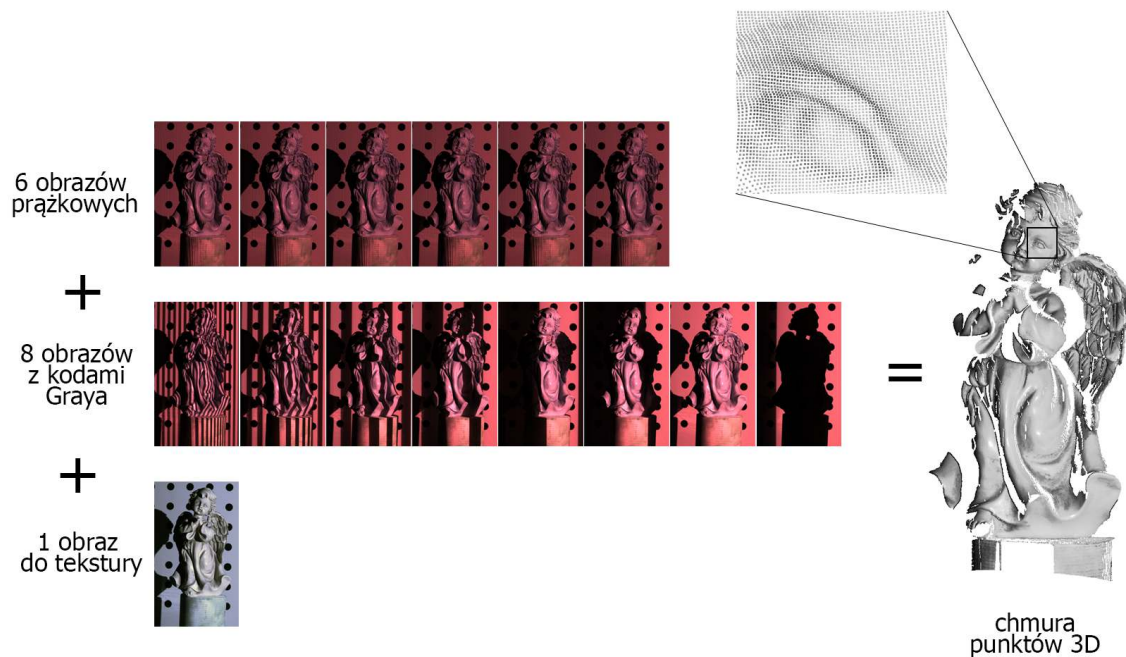 6 obrazów
prążkowych
+
8 obrazów
z kodami
Graya
+
1 obraz
do tekstury
=
chmura
punktów 3D